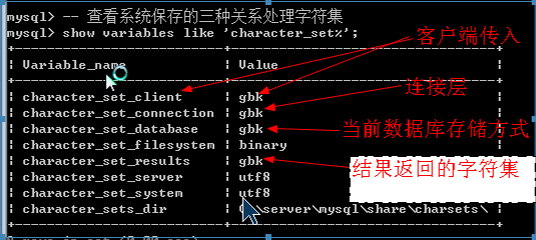 mysql> -- 查看系统保存的三种关系处理字符集
mysql> show variables like 'character_set%';
客户端传入
| Variable_name | Value |
连接层
| character_set_client | gbk
| character_set_connection | gbk
| character_set_database | gbk
当前数据库存储方式
| character_set_filesystem | binary
| character_set_results | gbk
结果返回的字符集
| character_set_server | utf8
| character_set_system | utf8
| character_sets_dir | \server\mysql\share\charsets\ |